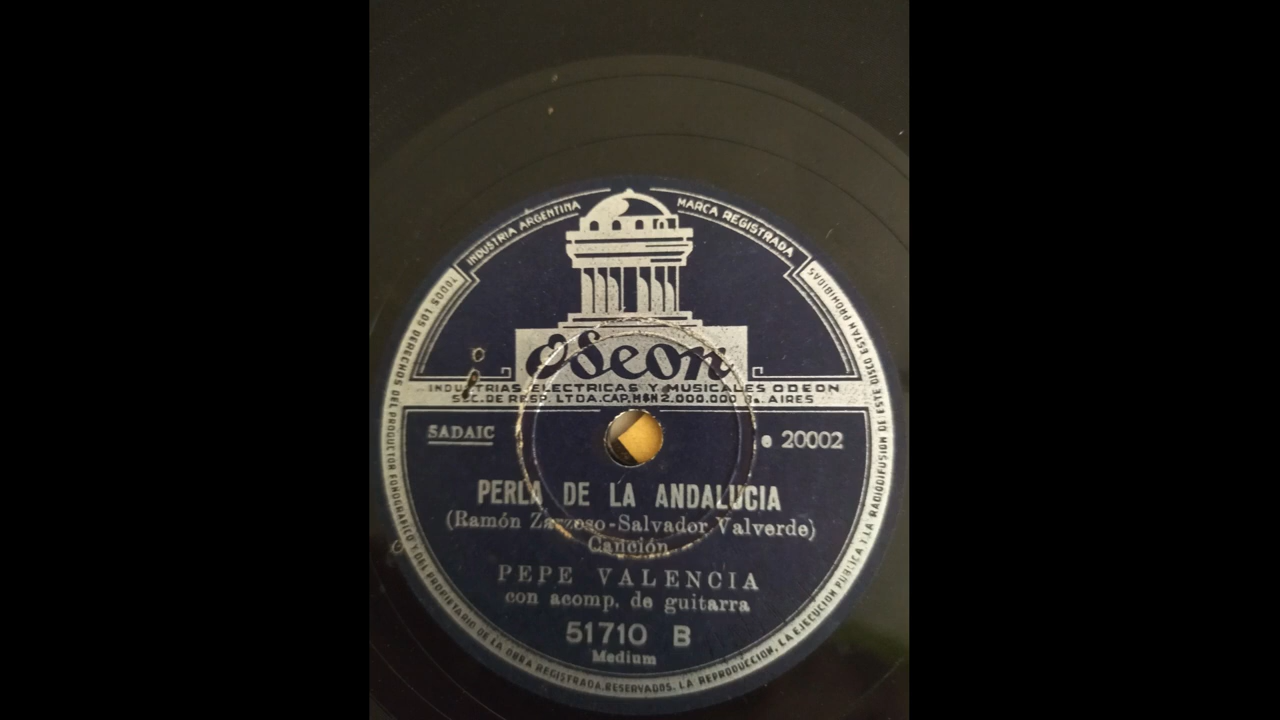 INDUSTRIA ARGENTINA
MARCA REGISTRADA
Odeon
INDUSTRIAS ELECTRICAS Y MUSICALES ODEON
SEC. DE RESP. LTDA. CAP. M$N 2.000.000 Bs. AIRES
SADAIC
e 20002
PERLA DE LA ANDALUCIA
(Ramón Zarzoso-Salvador Valverde)
Canción
PEPE VALENCIA
con acomp. de guitarra
51710 B
Medium
TODOS LOS DERECHOS DEL PRODUCTOR FONOGRAFICO Y DEL PROPIETARIO DE LA OBRA REGISTRADA, RESERVADOS. LA REPRODUCCION, LA EJECUCION PUBLICA Y LA RADIODIFUSION DE ESTE DISCO ESTAN PROHIBIDAS